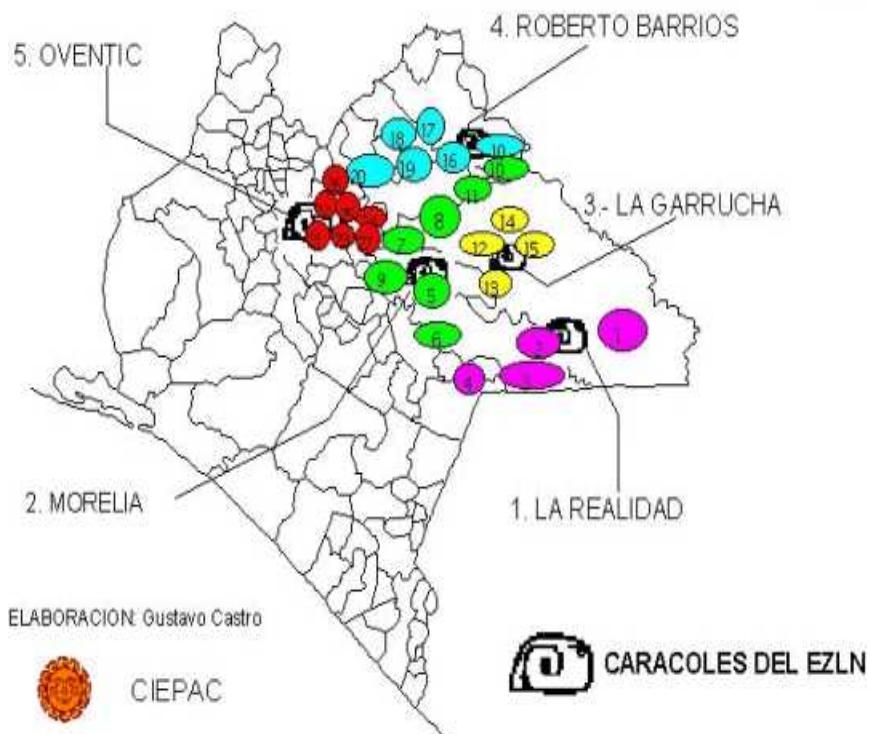 4. ROBERTO BARRIOS
5. OVENTIC
17
18
16
10
20
19
10
11
3.- LA GARRUCHA
14
8
7
12
15
9
5
13
6
1
2
4
3
2. MORELIA
1. LA REALIDAD
ELABORACION: Gustavo Castro
CIEPAC
CARACOLES DEL EZLN